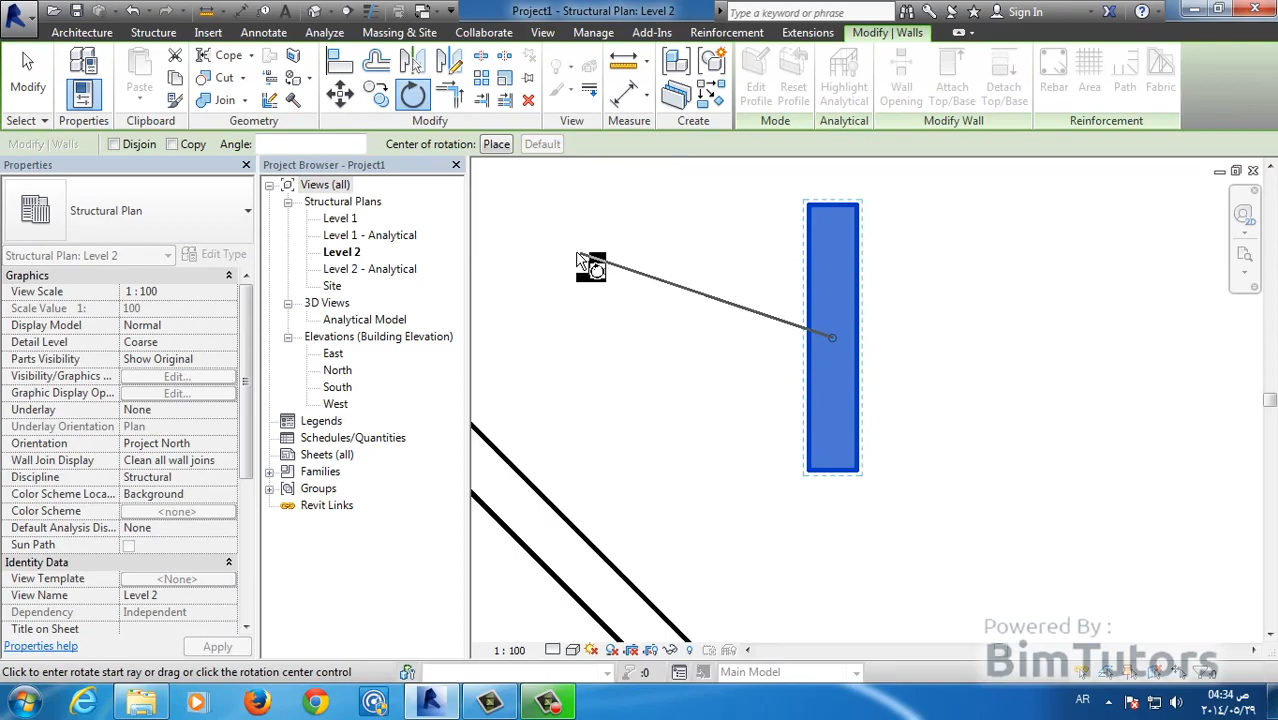 Project1 - Structural Plan: Level 2
Type a keyword or phrase
Sign In
Architecture
Insert
Annotate
Analyze
Massing & Site
Collaborate
View
Manage
Add-Ins
Reinforcement
Extensions
Modify | Walls
Modify
Select
Properties
Paste
Clipboard
Cope
Cut
Join
Geometry
Modify
View
Measure
Create
Edit Profile
Reset Profile
Mode
Highlight Analytical
Analytical
Wall Opening
Attach Top/Base
Detach Top/Base
Modify Wall
Rebar
Area
Path
Fabric
Reinforcement
Modify | Walls
Disjoin
Copy
Angle:
Center of rotation:
Place
Default
Properties
Structural Plan
Structural Plan: Level 2
Edit Type
Graphics
View Scale 1 : 100
Scale Value 1: 100
Display Model Normal
Detail Level Coarse
Parts Visibility Show Original
Visibility/Graphics ... Edit...
Graphic Display Op... Edit...
Underlay None
Underlay Orientation Plan
Orientation Project North
Wall Join Display Clean all wall joins
Discipline Structural
Color Scheme Loca... Background
Color Scheme <none>
Default Analysis Dis... None
Sun Path
Identity Data
View Template <None>
View Name Level 2
Dependency Independent
Title on Sheet
Properties help
Apply
Project Browser - Project1
Views (all)
Structural Plans
Level 1
Level 1 - Analytical
Level 2
Level 2 - Analytical
Site
3D Views
Analytical Model
Elevations (Building Elevation)
East
North
South
West
Legends
Schedules/Quantities
Sheets (all)
Families
Groups
Revit Links
2D
Powered By :
BimTutors
1 : 100
Click to enter rotate start ray or drag or click the rotation center control
:0
Main Model
AR
04:34 ص
٢٠١٤/٠٥/٢٩